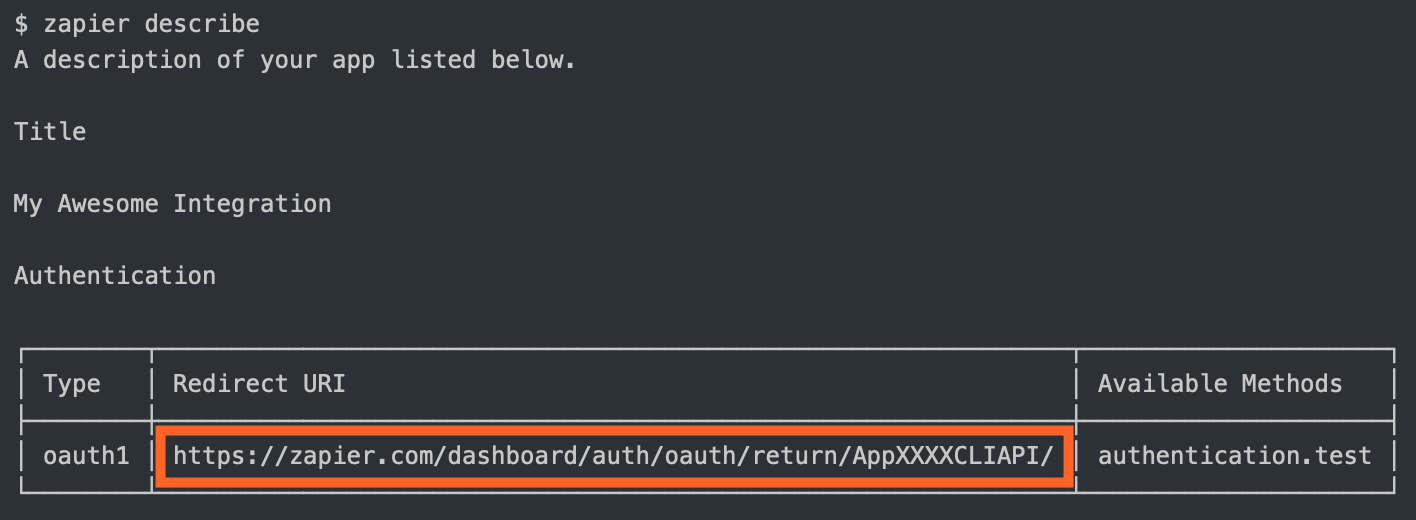 $ zapier describe
A description of your app listed below.
Title
My Awesome Integration
Authentication
Type Redirect URI Available Methods
oauth1 https://zapier.com/dashboard/auth/oauth/return/AppXXXXCLIAPI/ authentication.test